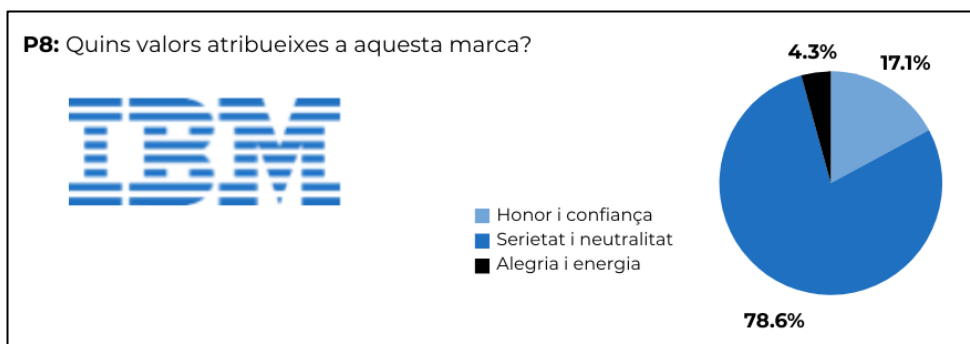 P8: Quins valors atribueixes a aquesta marca?
IBM
4.3%
17.1%
Honor i confiança
Serietat i neutralitat
Alegria i energia
78.6%